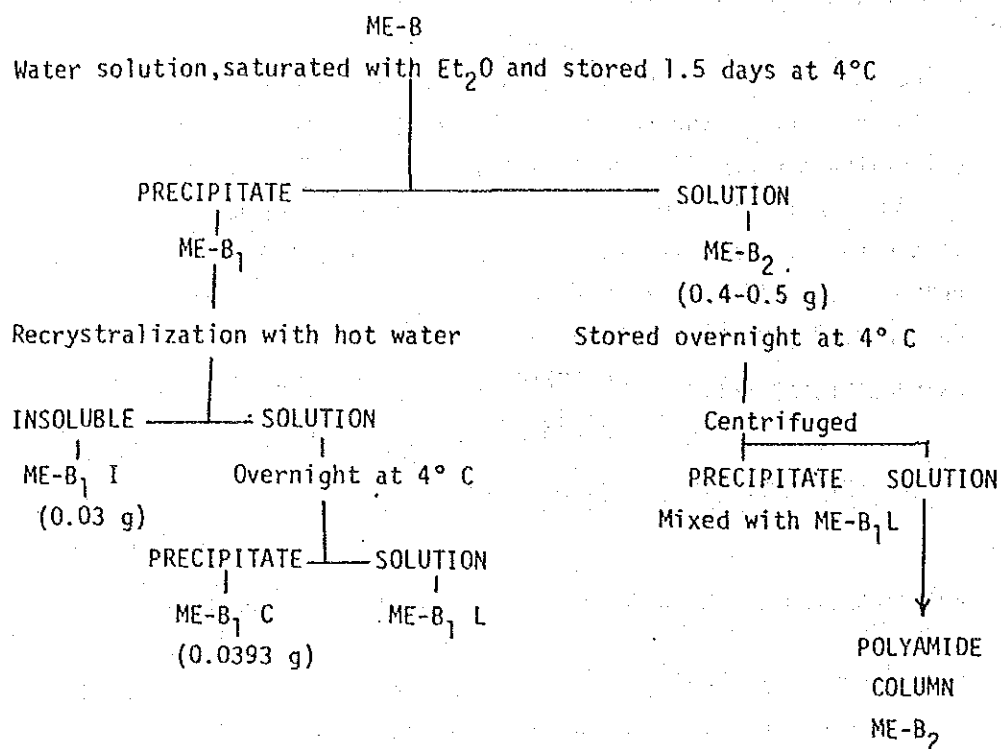 ME-B
Water solution,saturated with Et₂O and stored 1.5 days at 4°C
PRECIPITATE SOLUTION
ME-B₁ ME-B₂
(0.4-0.5 g)
Recrystralization with hot water Stored overnight at 4° C
INSOLUBLE SOLUTION Centrifuged
ME-B₁ I Overnight at 4° C PRECIPITATE SOLUTION
(0.03 g) Mixed with ME-B₁L
PRECIPITATE SOLUTION
ME-B₁ C ME-B₁ L
(0.0393 g)
POLYAMIDE
COLUMN
ME-B₂